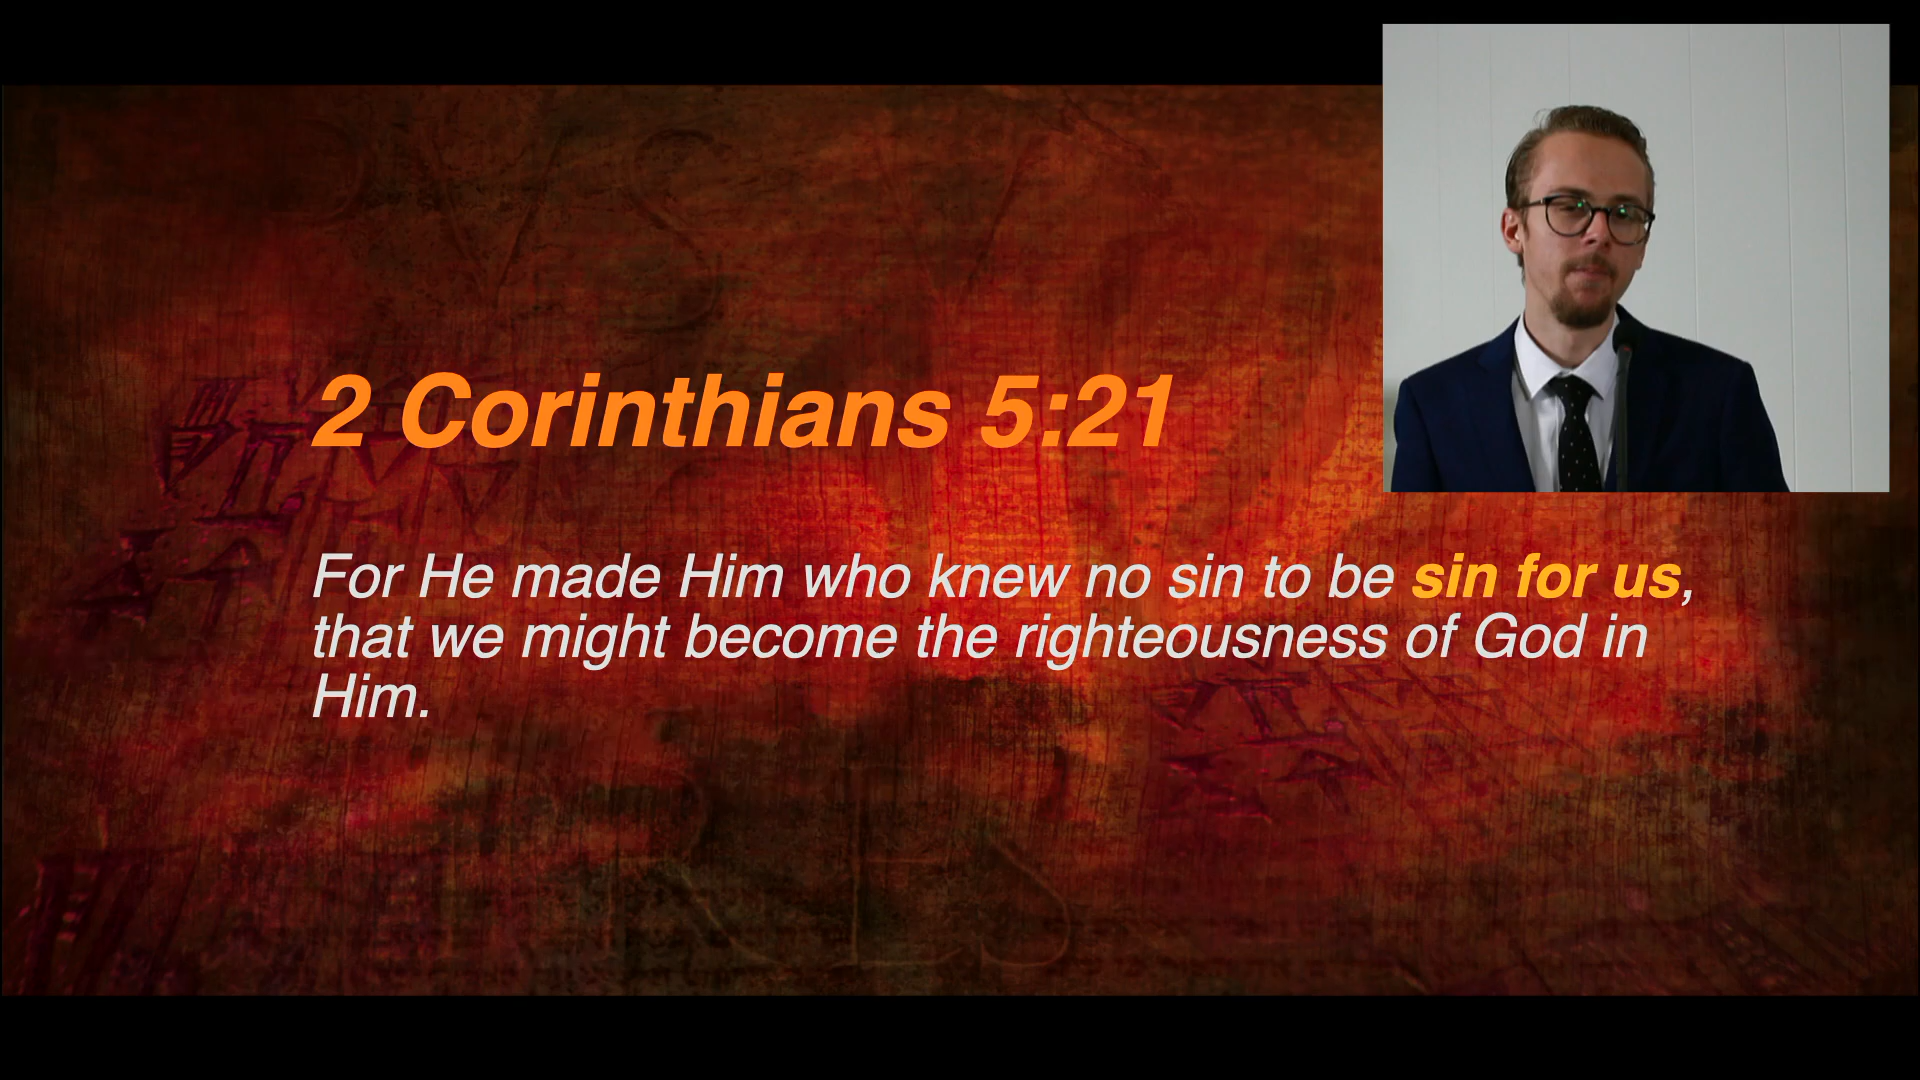 2 Corinthians 5:21
For He made Him who knew no sin to be sin for us,
that we might become the righteousness of God in
Him.